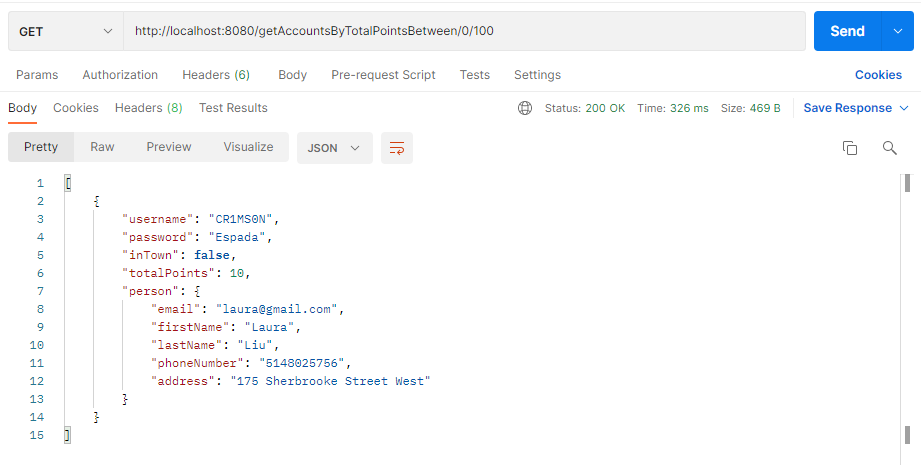 GET http://localhost:8080/getAccountsByTotalPointsBetween/0/100 Send
Params Authorization Headers (6) Body Pre-request Script Tests Settings Cookies
Body Cookies Headers (8) Test Results Status: 200 OK Time: 326 ms Size: 469 B Save Response
Pretty Raw Preview Visualize JSON
1 [
2 {
3 "username": "CR1MS0N",
4 "password": "Espada",
5 "inTown": false,
6 "totalPoints": 10,
7 "person": {
8 "email": "laura@gmail.com",
9 "firstName": "Laura",
10 "lastName": "Liu",
11 "phoneNumber": "5148025756",
12 "address": "175 Sherbrooke Street West"
13 }
14 }
15 ]